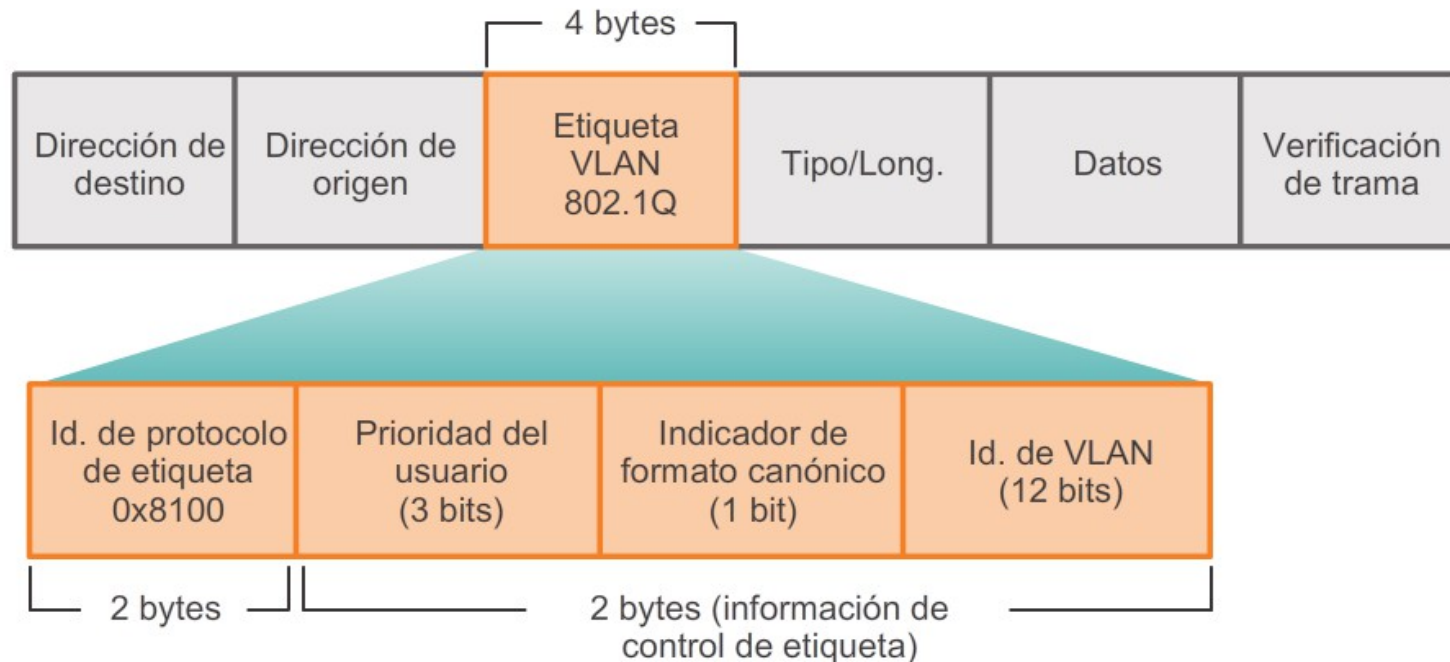 4 bytes
Dirección de
destino
Dirección de
origen
Etiqueta
VLAN
802.1Q
Tipo/Long.
Datos
Verificación
de trama
Id. de protocolo
de etiqueta
0x8100
Prioridad del
usuario
(3 bits)
Indicador de
formato canónico
(1 bit)
Id. de VLAN
(12 bits)
2 bytes
2 bytes (información de
control de etiqueta)